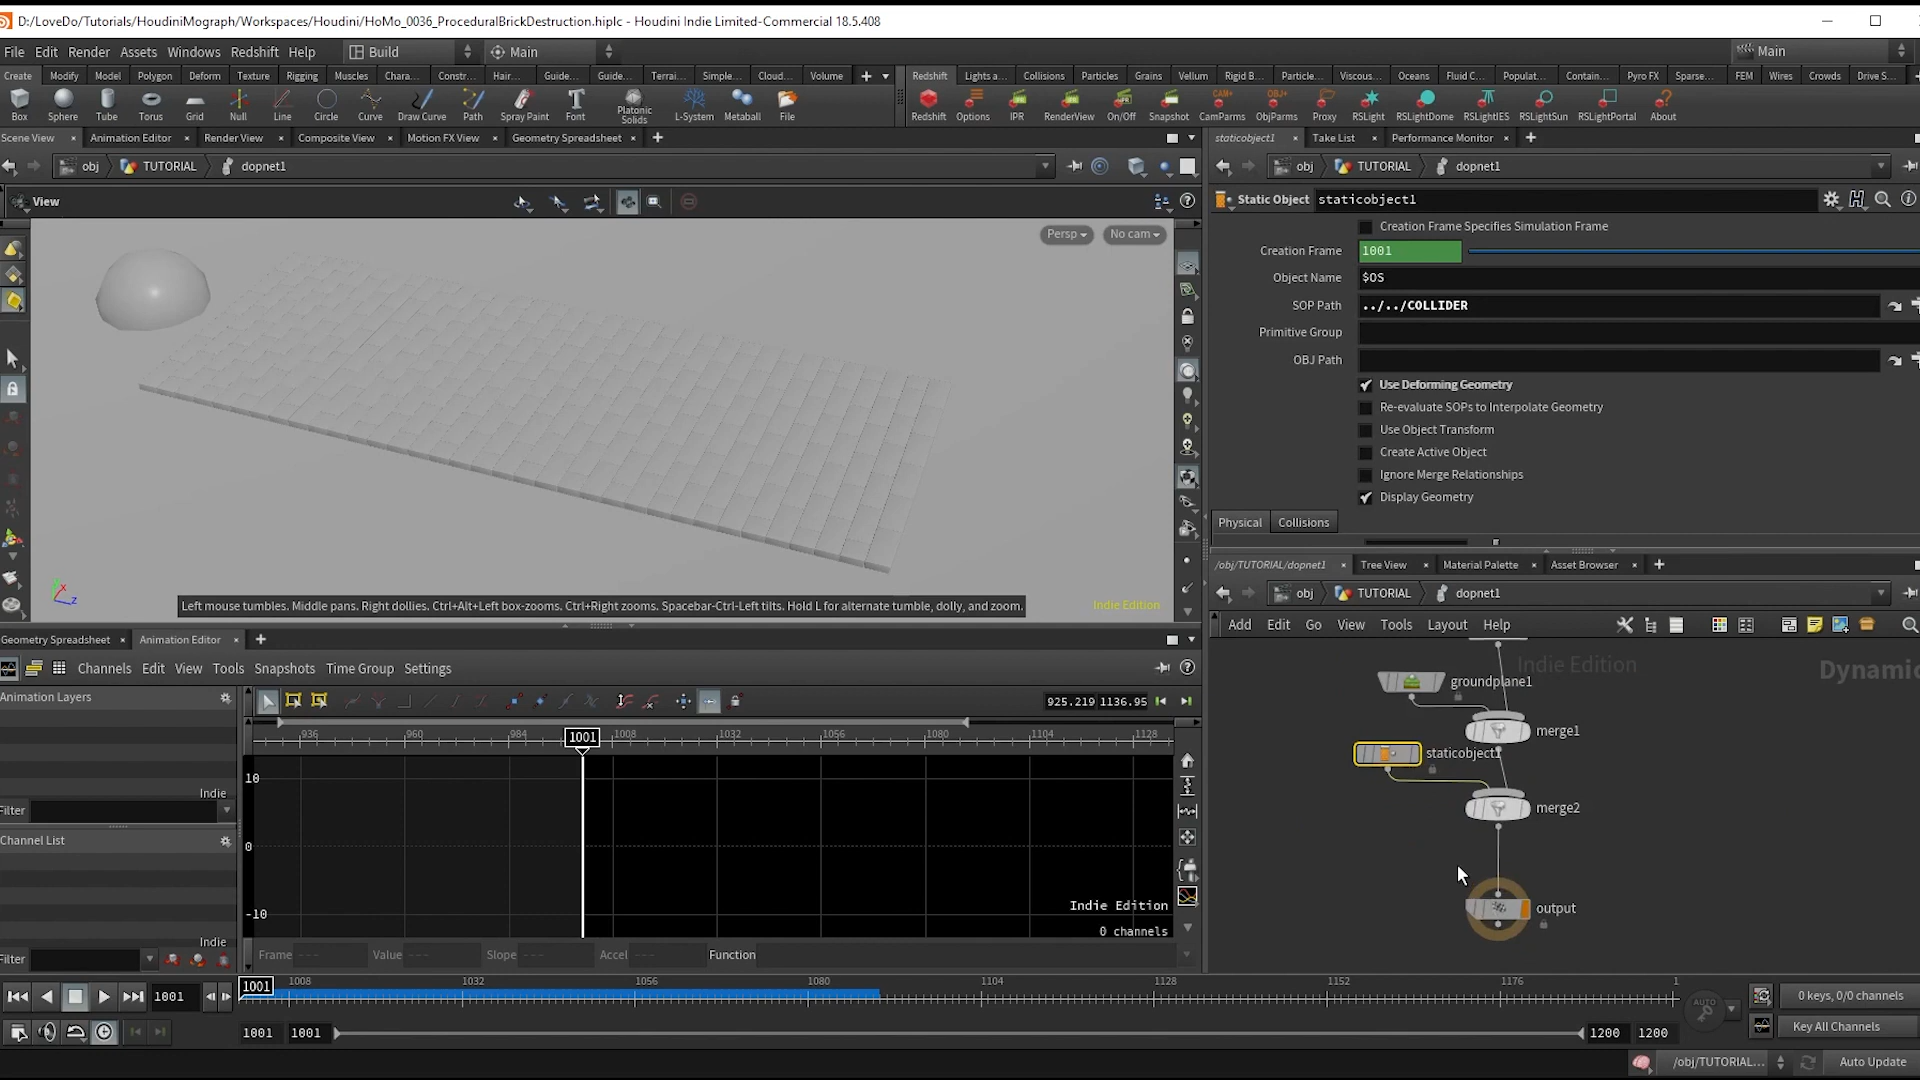 D:/LoveDo/Tutorials/HoudiniMograph/Workspaces/Houdini/HoMo_0036_ProceduralBrickDestruction.hiplc - Houdini Indie Limited-Commercial 18.5.408
File Edit Render Assets Windows Redshift Help Build Main Main
Create Modify Model Polygon Deform Texture Rigging Muscles Chara... Constr... Hair... Guide... Guide... Terrai... Simple... Cloud... Volume
Redshift Lights a... Collisions Particles Grains Vellum Rigid B... Particle... Viscous... Oceans Fluid C... Populat... Contain... Pyro FX Sparse... FEM Wires Crowds Drive S...
Box Sphere Tube Torus Grid Null Line Circle Curve Draw Curve Path Spray Paint Font Platonic Solids L-System Metaball File
Redshift Options IPR RenderView On/Off Snapshot CamParms ObjParms Proxy RSLight RSLightDome RSLightIES RSLightSun RSLightPortal About
Scene View Animation Editor Render View Composite View Motion FX View Geometry Spreadsheet
staticobject1 Take List Performance Monitor
obj TUTORIAL dopnet1
obj TUTORIAL dopnet1
View
Static Object staticobject1
Persp No cam
Creation Frame Specifies Simulation Frame
Creation Frame 1001
Object Name $OS
SOP Path ../../COLLIDER
Primitive Group
OBJ Path
Use Deforming Geometry
Re-evaluate SOPs to Interpolate Geometry
Use Object Transform
Create Active Object
Ignore Merge Relationships
Display Geometry
Physical Collisions
Left mouse tumbles. Middle pans. Right dollies. Ctrl+Alt+Left box-zooms. Ctrl+Right zooms. Spacebar-Ctrl-Left tilts. Hold L for alternate tumble, dolly, and zoom.
Indie Edition
/obj/TUTORIAL/dopnet1 Tree View Material Palette Asset Browser
obj TUTORIAL dopnet1
Add Edit Go View Tools Layout Help
Indie Edition
Dynamic
groundplane1
merge1
staticobject1
merge2
output
Geometry Spreadsheet Animation Editor
Channels Edit View Tools Snapshots Time Group Settings
Animation Layers
925.219 1136.95
936 960 984 1001 1008 1032 1056 1080 1104 1128
10
0
-10
Indie
Filter
Channel List
Indie
Filter
Indie Edition
0 channels
Frame --- Value --- Slope --- Accel --- Function
1001
1001 1008 1032 1056 1080 1104 1128 1152 1176
AUTO
0 keys, 0/0 channels
1001 1001 1200 1200
Key All Channels
/obj/TUTORIAL... Auto Update